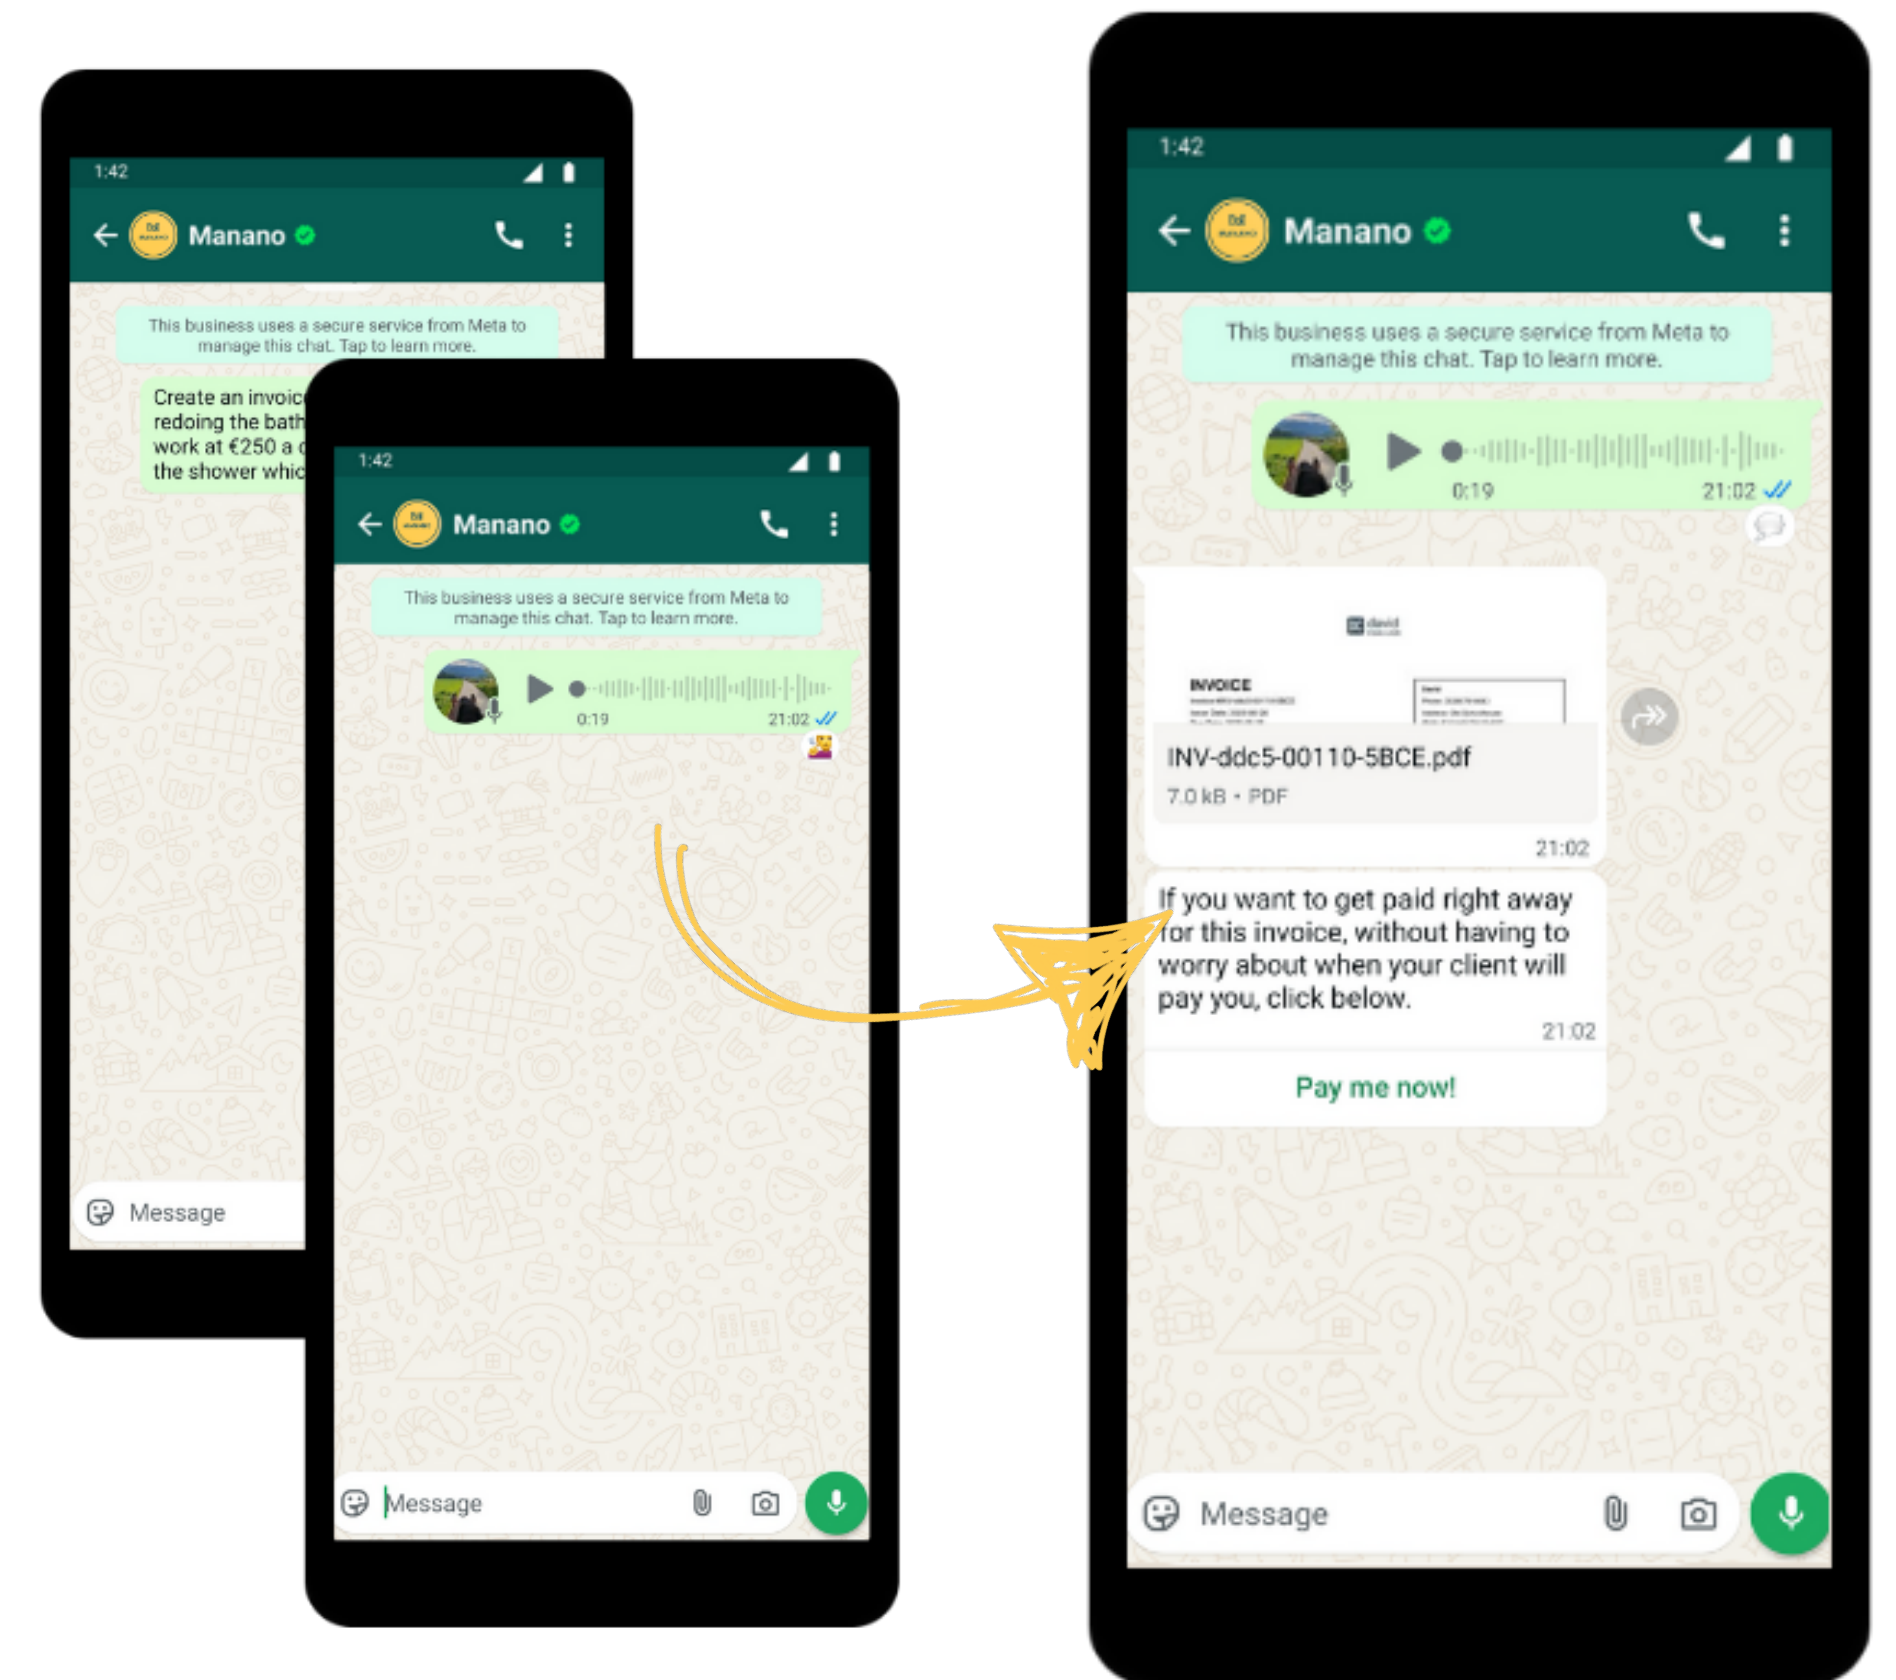 1:42
Manano
This business uses a secure service from Meta to
manage this chat. Tap to learn more.
Create an invoic
redoing the bath
work at €250 a
the shower whic
Message
1:42
Manano
This business uses a secure service from Meta to
manage this chat. Tap to learn more.
0:19
21:02
Message
1:42
Manano
This business uses a secure service from Meta to
manage this chat. Tap to learn more.
0:19
21:02
david
INVOICE
INV-ddc5-00110-5BCE.pdf
7.0 kB • PDF
21:02
If you want to get paid right away
for this invoice, without having to
worry about when your client will
pay you, click below.
21:02
Pay me now!
Message